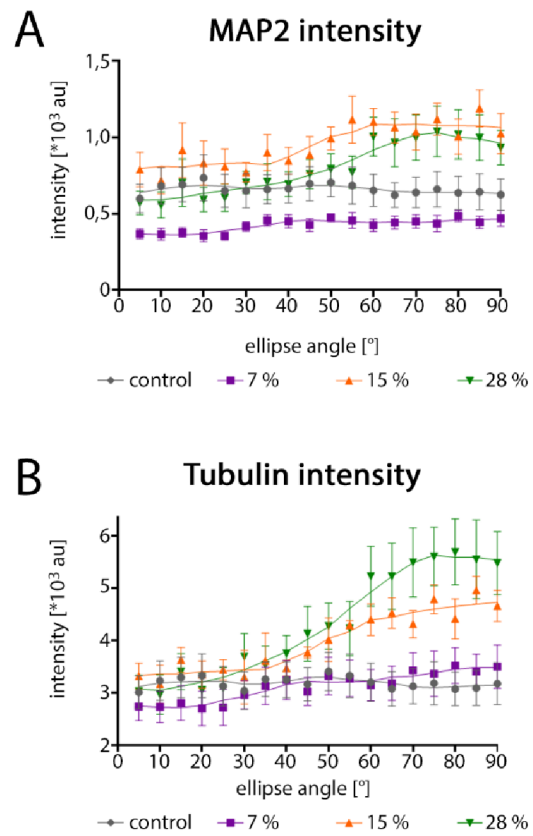 A
MAP2 intensity
1,5
1,0
0,5
0
intensity [*10³ au]
0 10 20 30 40 50 60 70 80 90
ellipse angle [°]
control 7 % 15 % 28 %
B
Tubulin intensity
6
5
4
3
2
intensity [*10³ au]
0 10 20 30 40 50 60 70 80 90
ellipse angle [°]
control 7 % 15 % 28 %